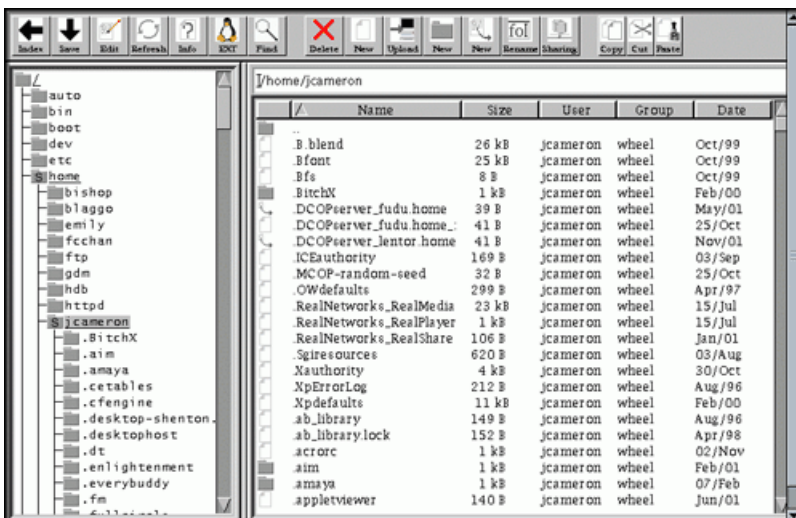 Index Save Edit Refresh Info EXT Find Delete New Upload New New Rename Sharing Copy Cut Paste
fol
/
auto
bin
boot
dev
etc
home
bishop
blaggo
emily
fcchan
ftp
gdm
hdb
httpd
jcameron
.BitchX
.aim
.amaya
.cetables
.cfengine
.desktop-shenton.
.desktophost
.dt
.enlightenment
.everybuddy
.fm
/home/jcameron
Name Size User Group Date
..
.B.blend 26 kB jcameron wheel Oct/99
.Bfont 25 kB jcameron wheel Oct/99
.Bfs 8 B jcameron wheel Oct/99
.BitchX 1 kB jcameron wheel Feb/00
.DCOPserver_fudu.home 39 B jcameron wheel May/01
.DCOPserver_fudu.home_: 41 B jcameron wheel 25/Oct
.DCOPserver_lentor.home 41 B jcameron wheel Nov/01
.ICEauthority 169 B jcameron wheel 03/Sep
.MCOP-random-seed 32 B jcameron wheel 25/Oct
.OWdefaults 299 B jcameron wheel Apr/97
.RealNetworks_RealMedia 23 kB jcameron wheel 15/Jul
.RealNetworks_RealPlayer 1 kB jcameron wheel 15/Jul
.RealNetworks_RealShare 106 B jcameron wheel Jan/01
.Sgiresources 620 B jcameron wheel 03/Aug
.Xauthority 4 kB jcameron wheel 30/Oct
.XpErrorLog 212 B jcameron wheel Aug/96
.Xpdefaults 11 kB jcameron wheel Feb/00
.ab_library 149 B jcameron wheel Aug/96
.ab_library.lock 152 B jcameron wheel Apr/98
.acrorc 1 kB jcameron wheel 02/Nov
.aim 1 kB jcameron wheel Feb/01
.amaya 1 kB jcameron wheel 07/Feb
.appletviewer 140 B jcameron wheel Jun/01